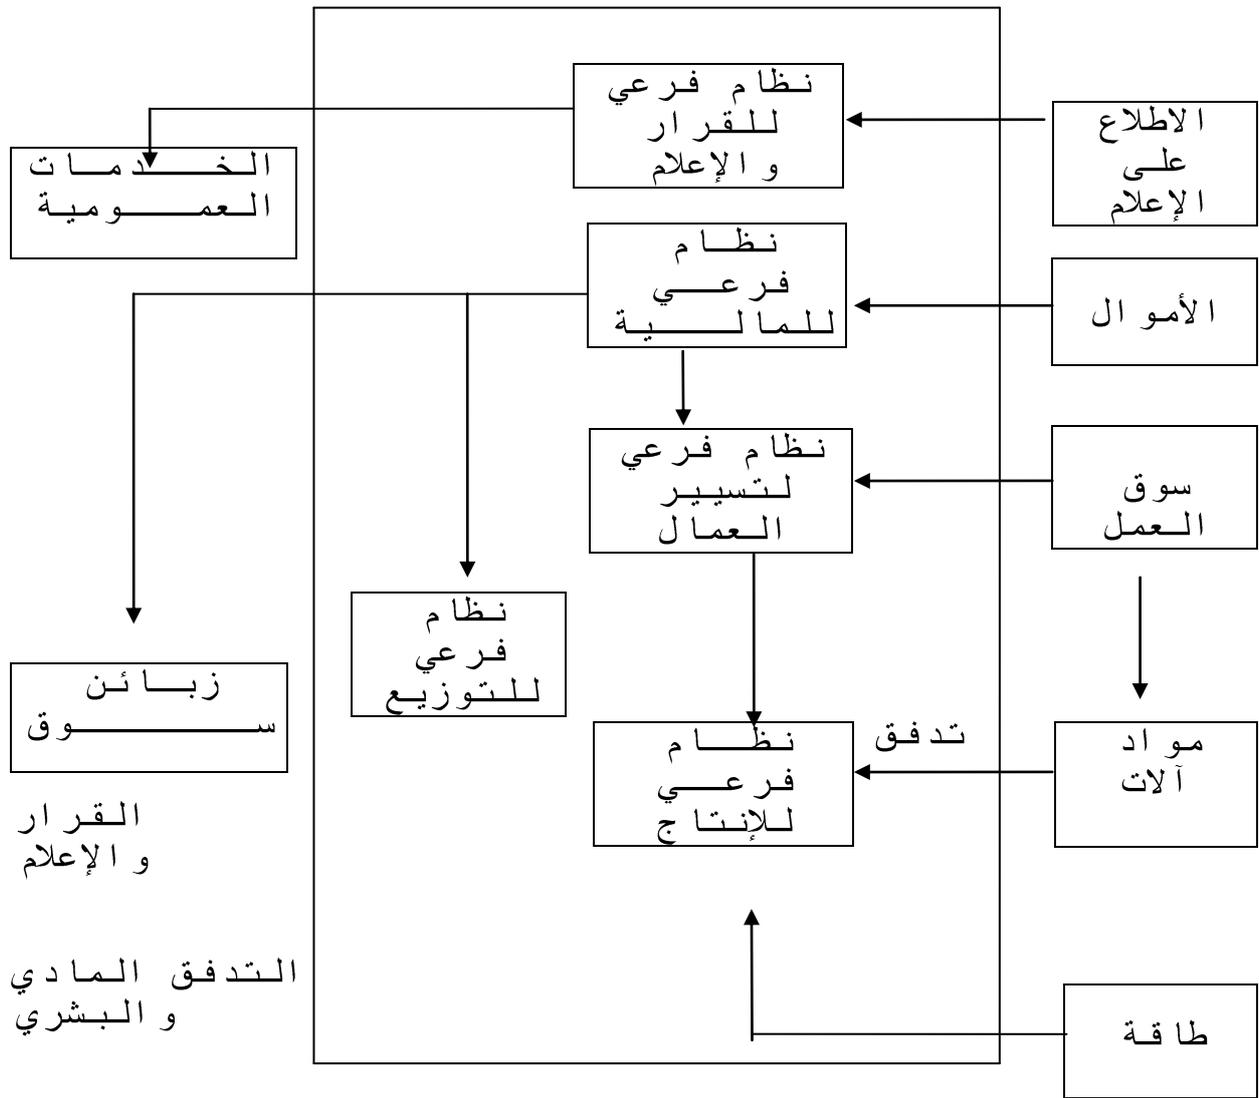 نظام فرعي
للقرار
والإعلام
الاطلاع
على
الإعلام
الخدمات
العمومية
نظام
فرعي
للمالية
الأموال
نظام فرعي
لتسيير
العمال
سوق
العمل
نظام
فرعي
للتوزيع
زبائن
سوق
نظام
فرعي
للإنتاج
تدفق
مواد
آلات
القرار
والإعلام
التدفق المادي
والبشري
طاقة